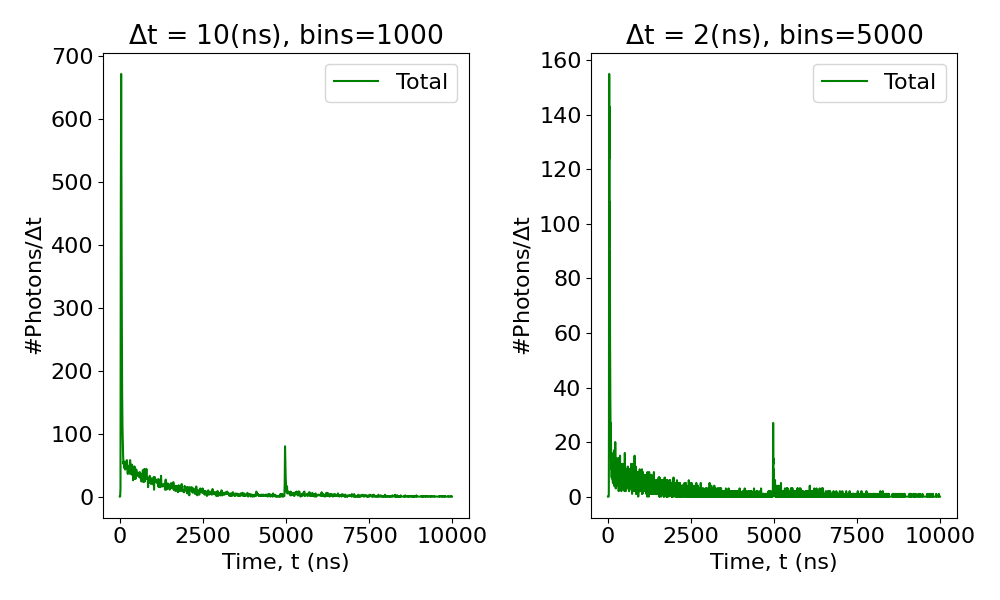 Δt = 10(ns), bins=1000
700
600
500
400
300
200
100
0
#Photons/Δt
Total
0 2500 5000 7500 10000
Time, t (ns)
Δt = 2(ns), bins=5000
160
140
120
100
80
60
40
20
0
#Photons/Δt
Total
0 2500 5000 7500 10000
Time, t (ns)